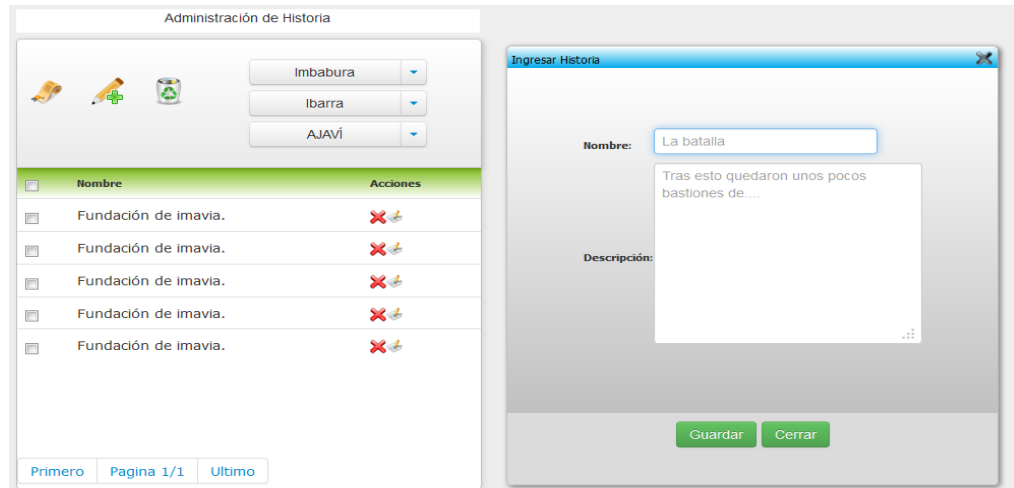 Administración de Historia
Imbabura
Ibarra
AJAVÍ
Nombre Acciones
Fundación de imavia.
Fundación de imavia.
Fundación de imavia.
Fundación de imavia.
Fundación de imavia.
Primero Pagina 1/1 Ultimo
Ingresar Historia
Nombre: La batalla
Descripción: Tras esto quedaron unos pocos
bastiones de....
Guardar Cerrar